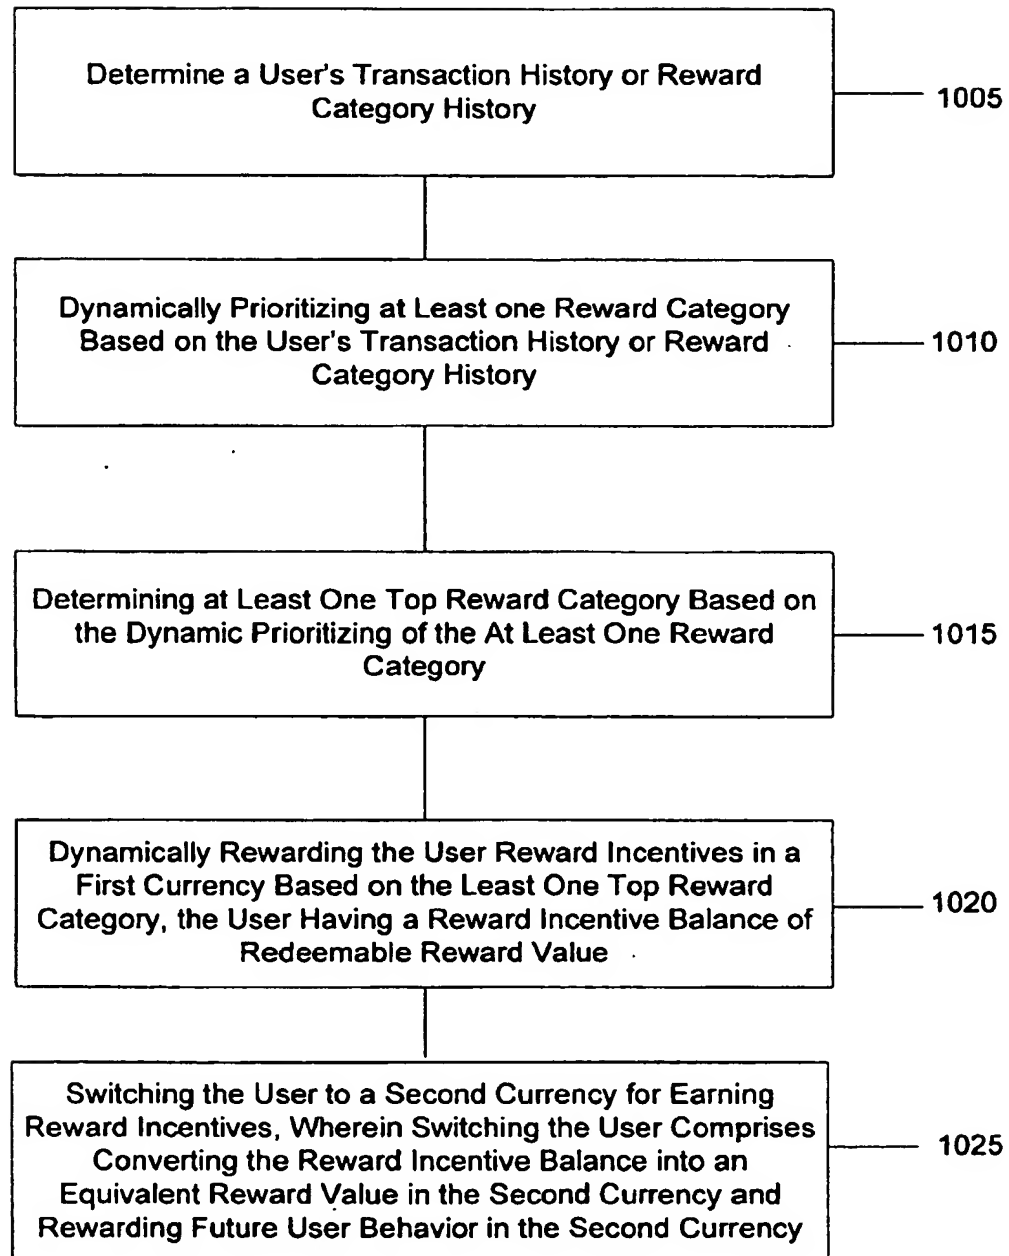 Determine a User's Transaction History or Reward
Category History
1005
Dynamically Prioritizing at Least one Reward Category
Based on the User's Transaction History or Reward
Category History
1010
Determining at Least One Top Reward Category Based on
the Dynamic Prioritizing of the At Least One Reward
Category
1015
Dynamically Rewarding the User Reward Incentives in a
First Currency Based on the Least One Top Reward
Category, the User Having a Reward Incentive Balance of
Redeemable Reward Value
1020
Switching the User to a Second Currency for Earning
Reward Incentives, Wherein Switching the User Comprises
Converting the Reward Incentive Balance into an
Equivalent Reward Value in the Second Currency and
Rewarding Future User Behavior in the Second Currency
1025